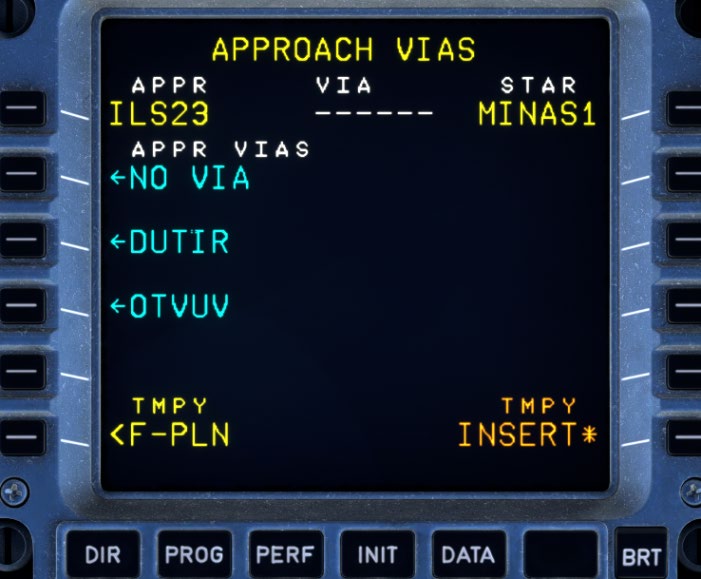 APPROACH VIAS
APPR VIA STAR
ILS23 ------ MINAS1
APPR VIAS
←NO VIA
←DUTIR
←OTVUV
TMPY TMPY
<F-PLN INSERT*
DIR PROG PERF INIT DATA BRT